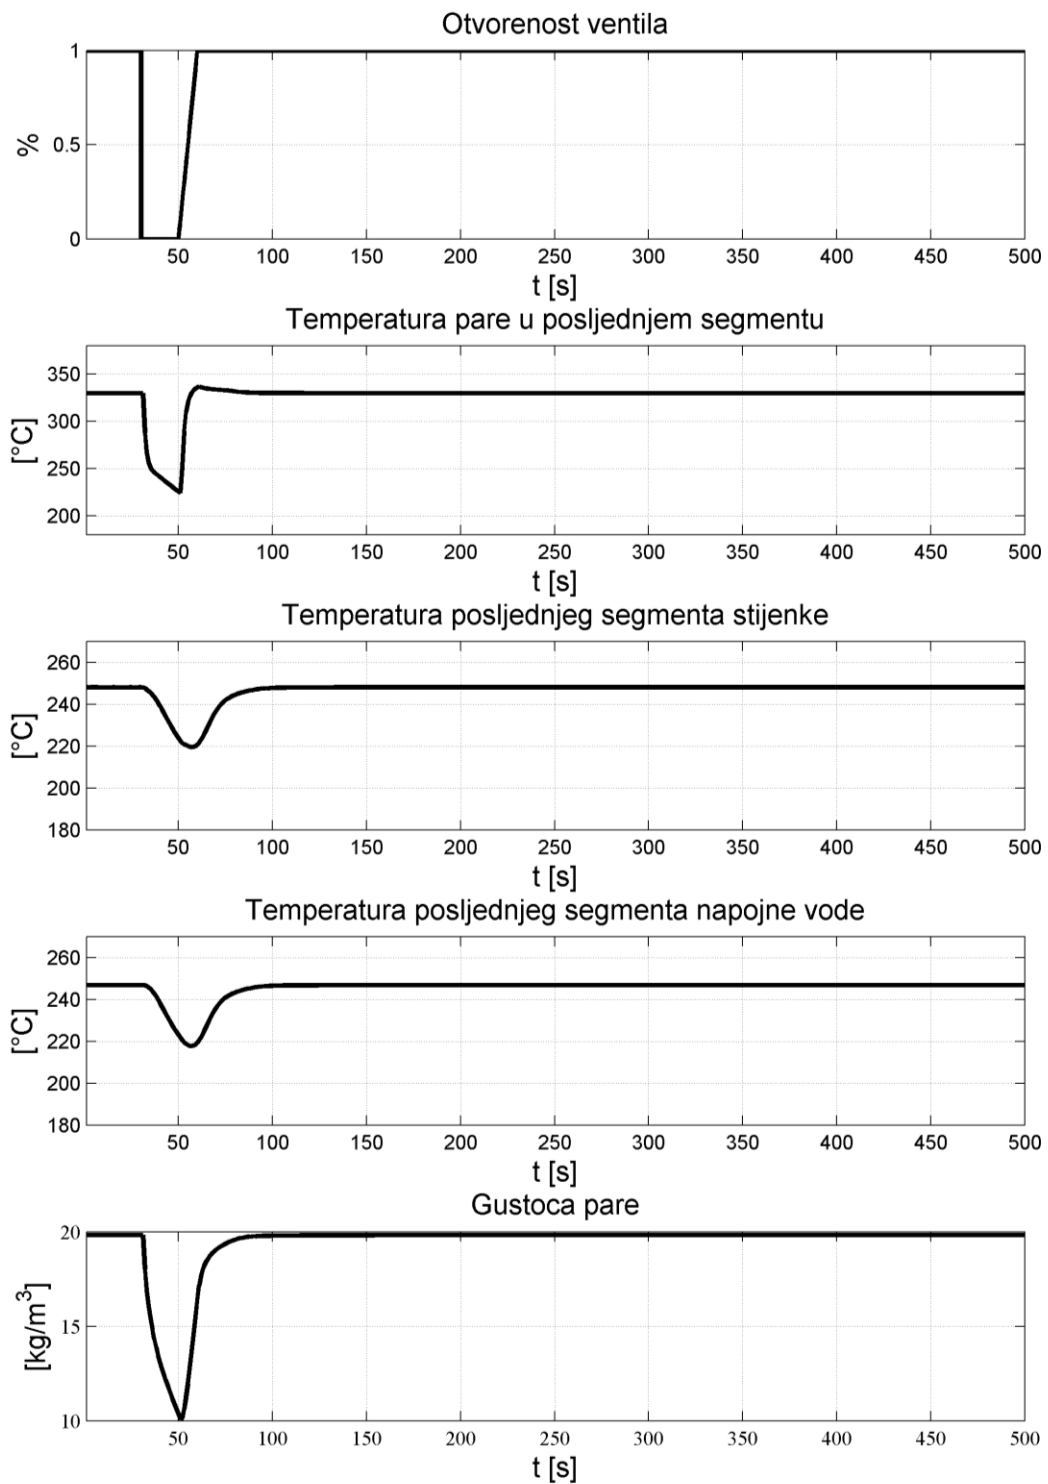 Otvorenost ventila
1
0.5
0
%
50 100 150 200 250 300 350 400 450 500
t [s]
Temperatura pare u posljednjem segmentu
350
300
250
200
[°C]
50 100 150 200 250 300 350 400 450 500
t [s]
Temperatura posljednjeg segmenta stijenke
260
240
220
200
180
[°C]
50 100 150 200 250 300 350 400 450 500
t [s]
Temperatura posljednjeg segmenta napojne vode
260
240
220
200
180
[°C]
50 100 150 200 250 300 350 400 450 500
t [s]
Gustoca pare
20
15
10
[kg/m³]
50 100 150 200 250 300 350 400 450 500
t [s]